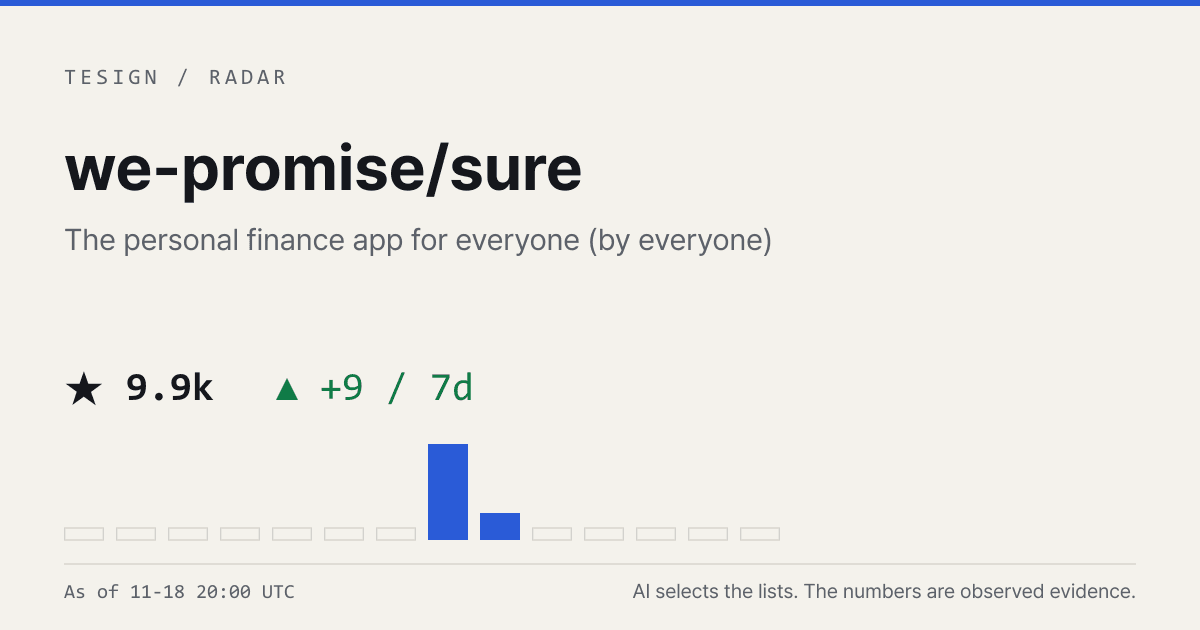 TESIGN / RADAR
we-promise/sure
The personal finance app for everyone (by everyone)
★ 9.9k ▲ +9 / 7d
As of 11-18 20:00 UTC
AI selects the lists. The numbers are observed evidence.